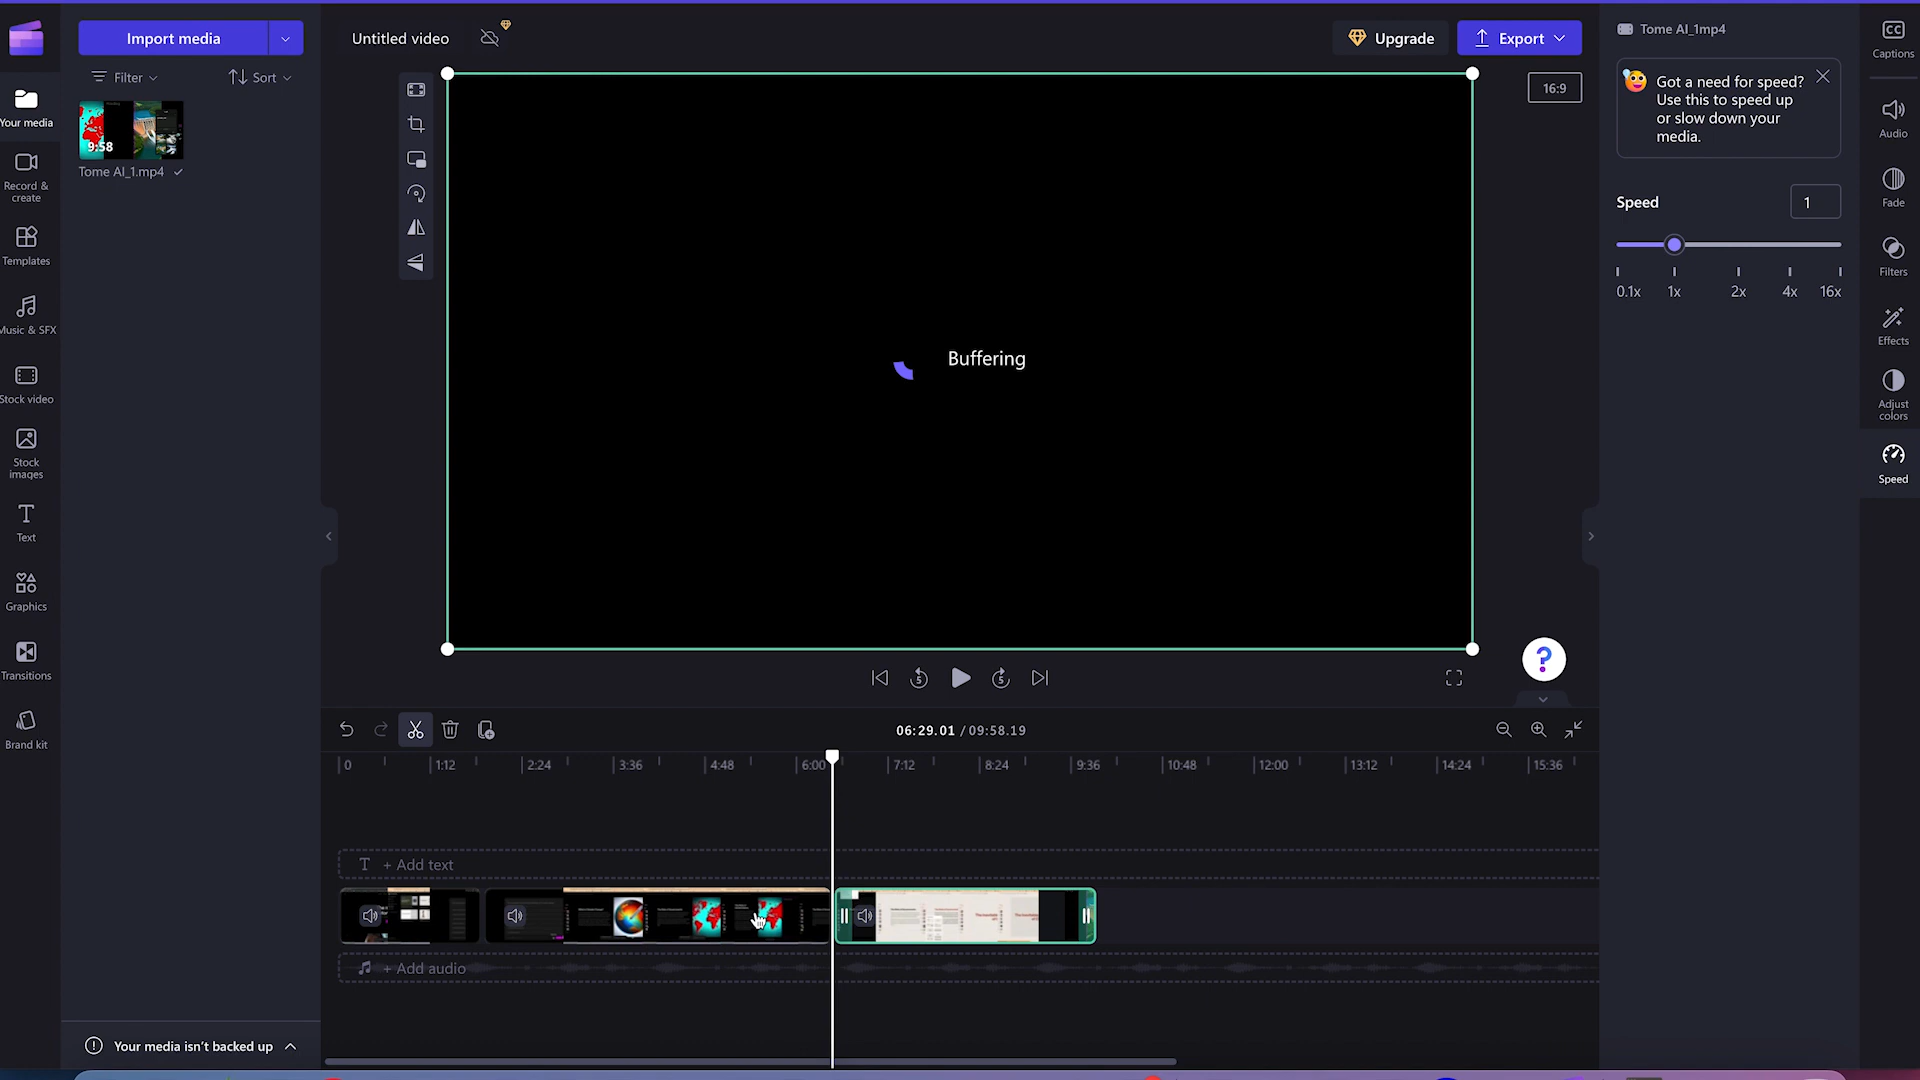 Import media
Untitled video
Upgrade
Export
Tome AI_1mp4
CC
Captions
Filter
Sort
16:9
Got a need for speed?
Use this to speed up
or slow down your
media.
Your media
9:58
Tome AI_1.mp4
Audio
Record &
create
Speed
1
Fade
Templates
Filters
0.1x
1x
2x
4x
16x
Music & SFX
Effects
Buffering
Stock video
Adjust
colors
Stock
images
Speed
Text
Graphics
?
Transitions
5
5
Brand kit
06:29.01 / 09:58.19
0
1:12
2:24
3:36
4:48
6:00
7:12
8:24
9:36
10:48
12:00
13:12
14:24
15:36
T + Add text
+ Add audio
Your media isn't backed up